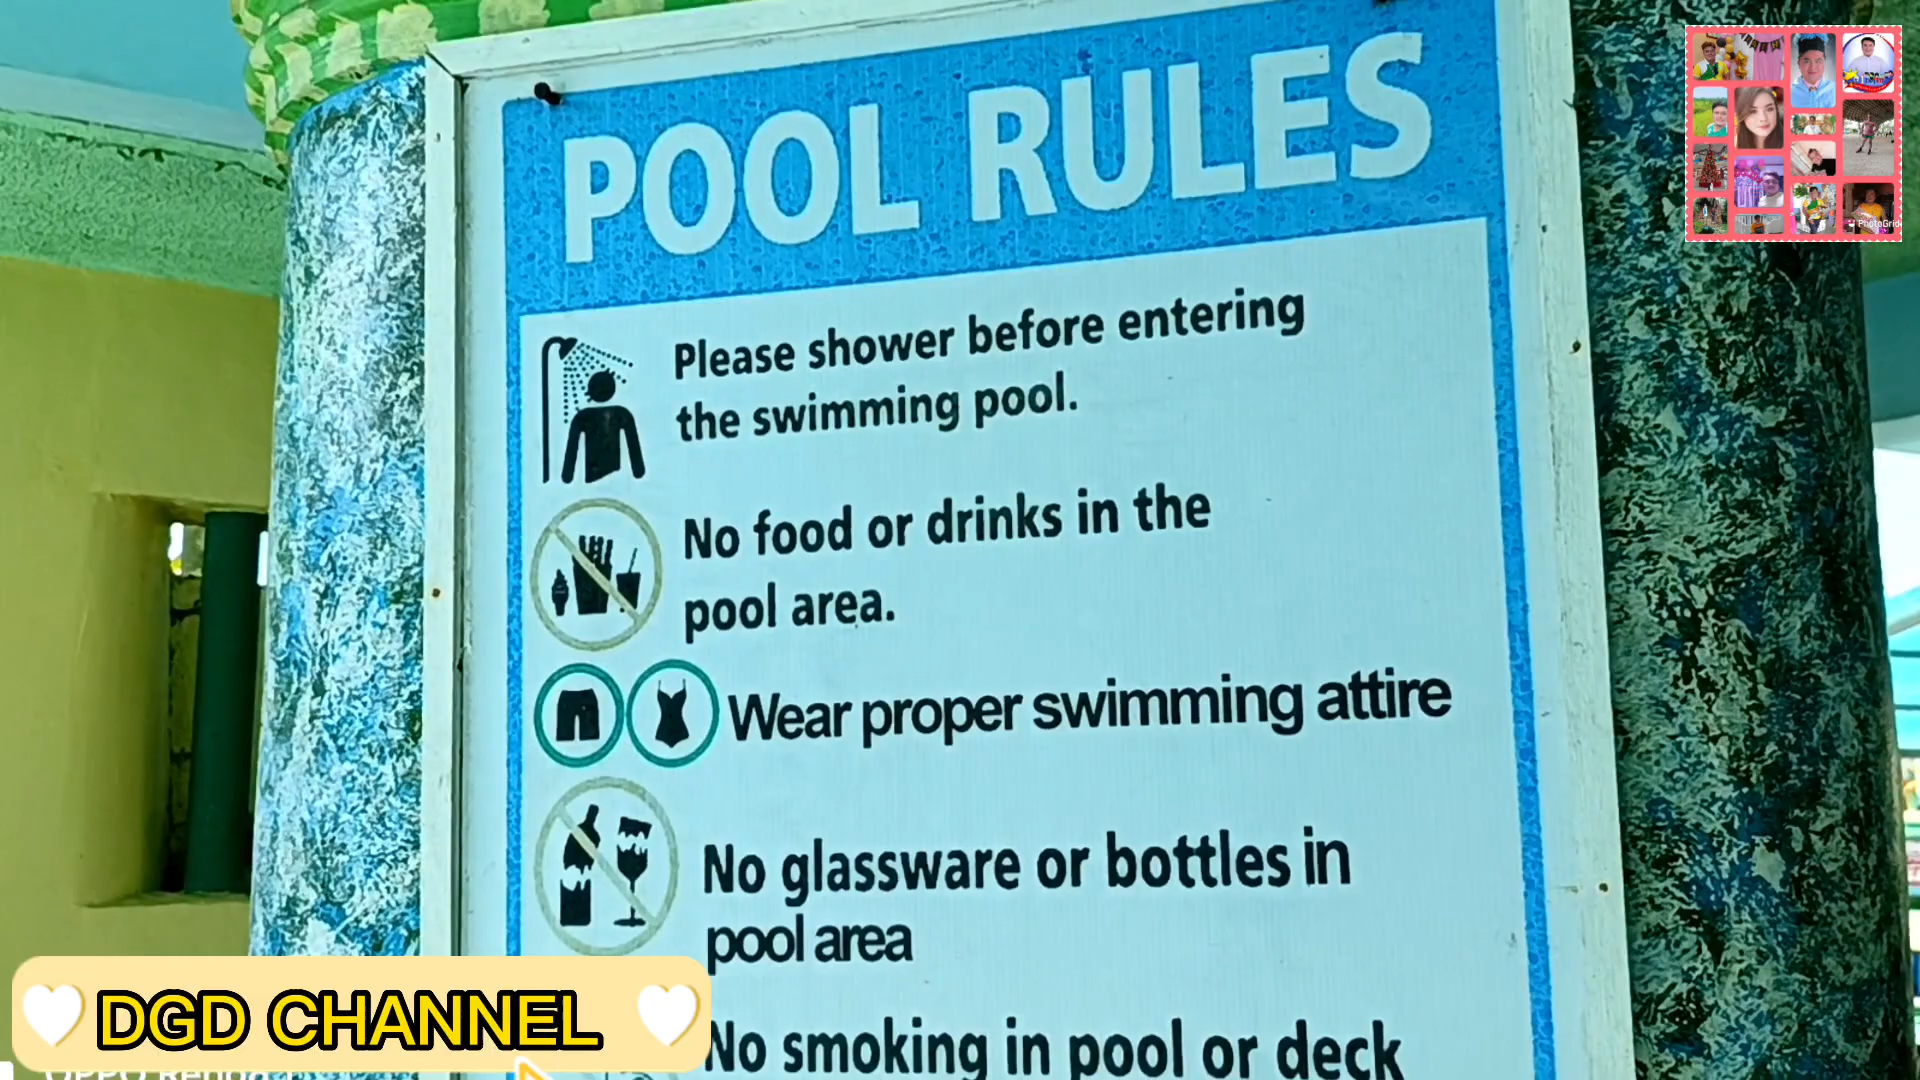 POOL RULES
Please shower before entering
the swimming pool.
No food or drinks in the
pool area.
Wear proper swimming attire
No glassware or bottles in
pool area
No smoking in pool or deck
DGD CHANNEL
PhotoGrid